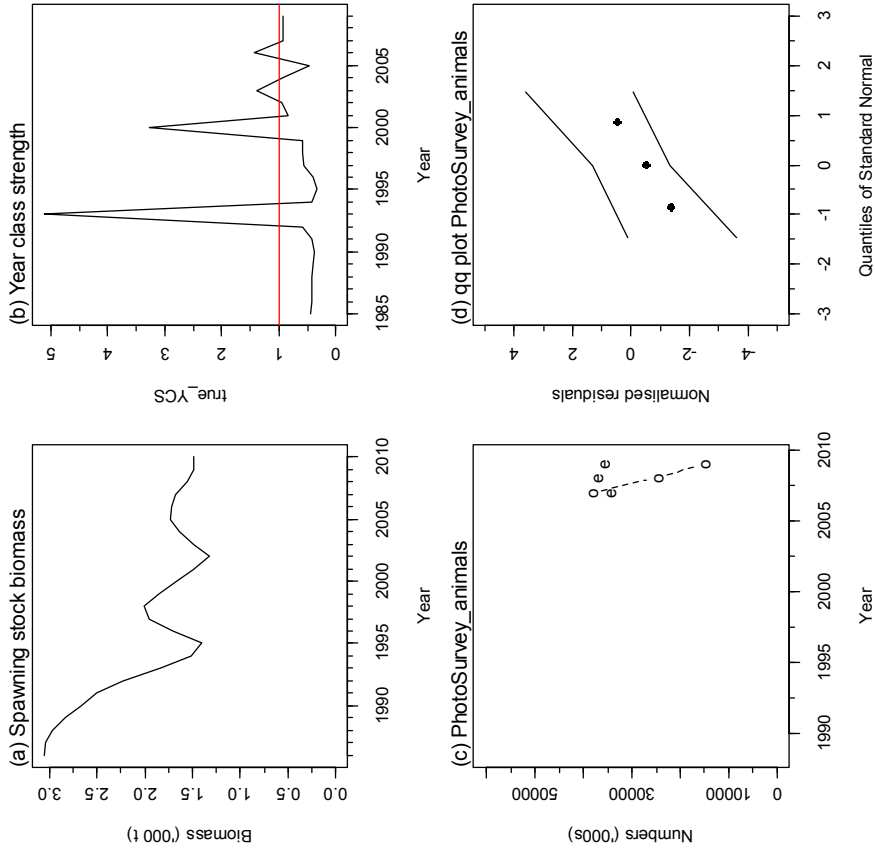 (a) Spawning stock biomass
Biomass ('000 t)
0.0 0.5 1.0 1.5 2.0 2.5 3.0
1990 1995 2000 2005 2010
Year
(b) Year class strength
true_YCS
0 1 2 3 4 5
1985 1990 1995 2000 2005
Year
(c) PhotoSurvey_animals
Numbers ('000s)
0 10000 30000 50000
o o o
e e e
1990 1995 2000 2005 2010
Year
(d) qq plot PhotoSurvey_animals
Normalised residuals
-4 -2 0 2 4
-3 -2 -1 0 1 2 3
Quantiles of Standard Normal